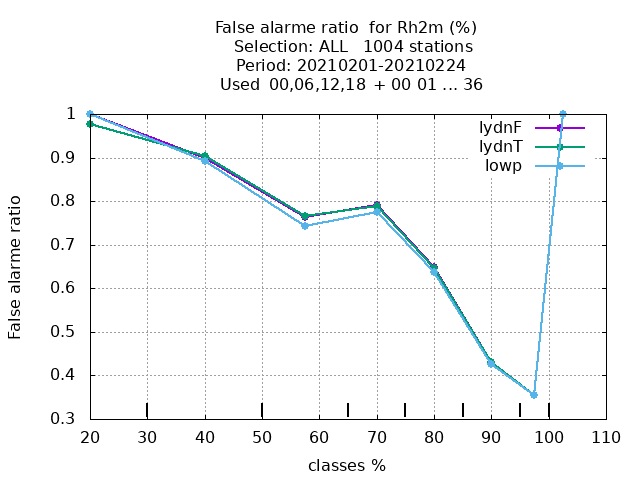 False alarme ratio  for Rh2m (%)
Selection: ALL   1004 stations
Period: 20210201-20210224
Used  00,06,12,18  + 00 01 ... 36
lydnF
lydnT
lowp
1
0.9
0.8
0.7
0.6
0.5
0.4
0.3
False alarme ratio
20 30 40 50 60 70 80 90 100 110
classes %